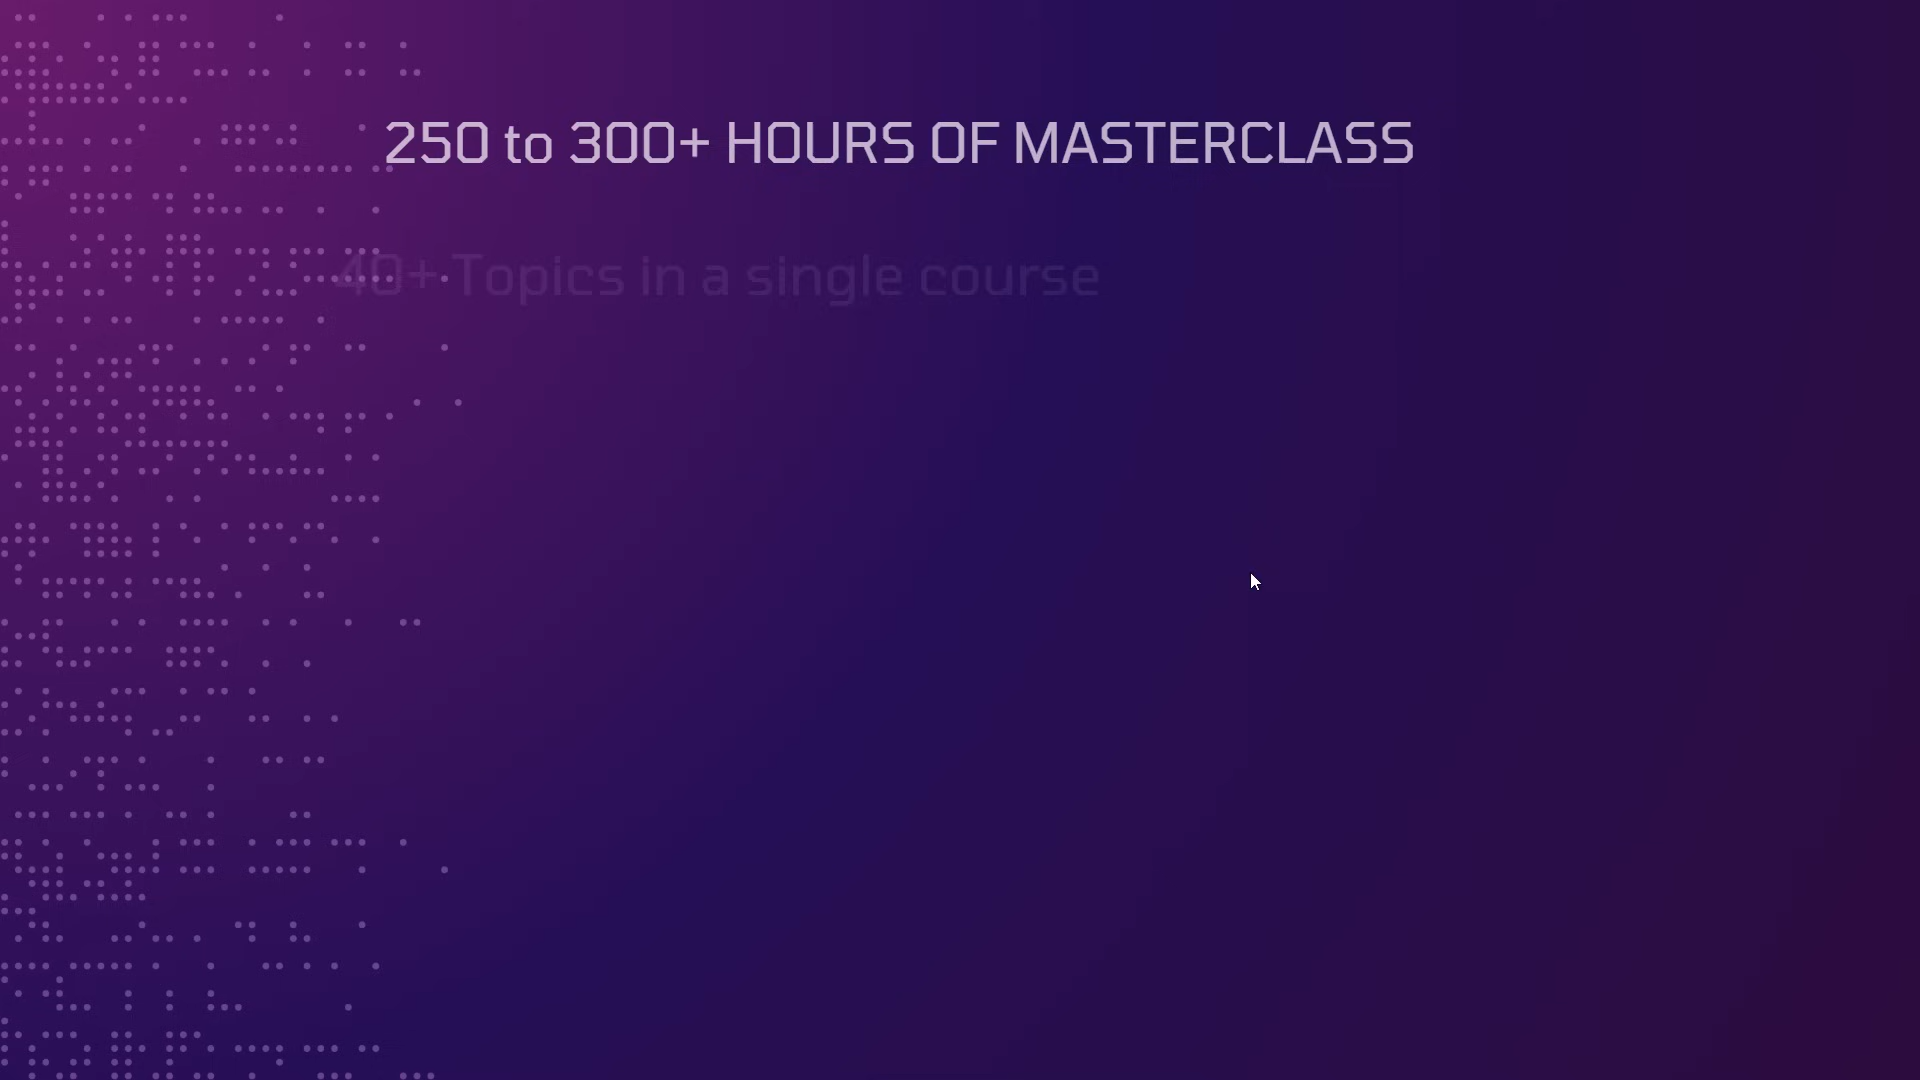 250 to 300+ HOURS OF MASTERCLASS
40+ Topics in a single course